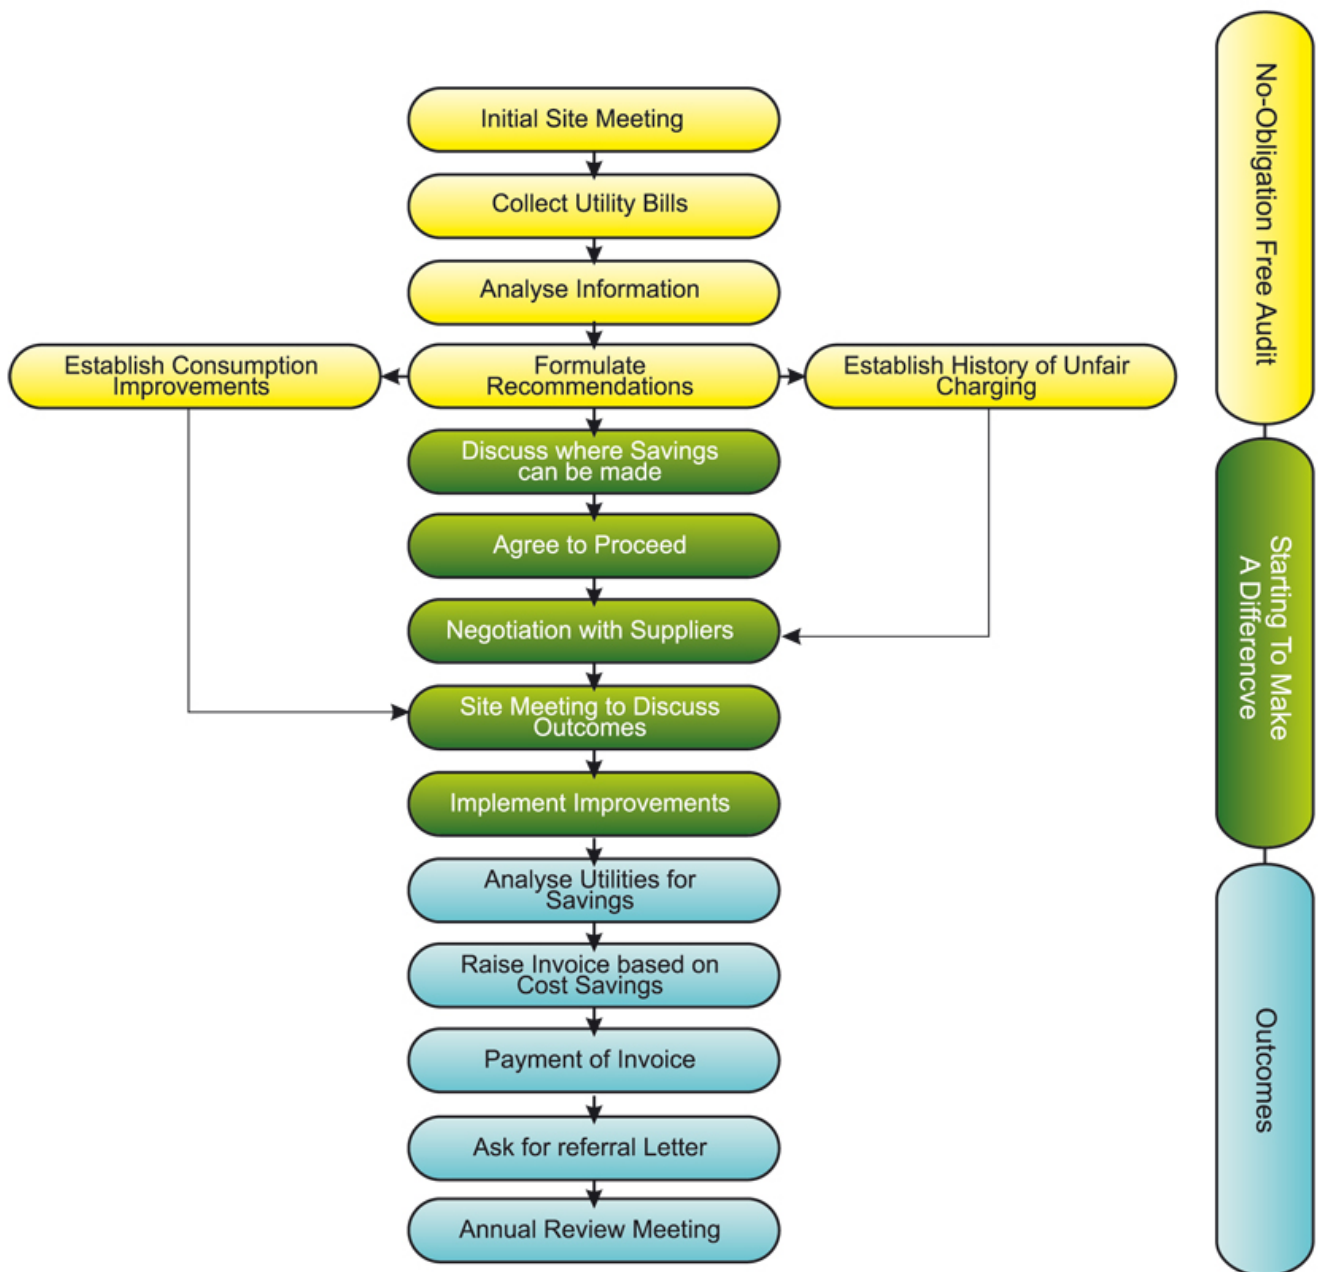 Initial Site Meeting
Collect Utility Bills
Analyse Information
Establish Consumption
Improvements
Formulate
Recommendations
Establish History of Unfair
Charging
Discuss where Savings
can be made
Agree to Proceed
Negotiation with Suppliers
Site Meeting to Discuss
Outcomes
Implement Improvements
Analyse Utilities for
Savings
Raise Invoice based on
Cost Savings
Payment of Invoice
Ask for referral Letter
Annual Review Meeting
No-Obligation Free Audit
Starting To Make
A Differencve
Outcomes